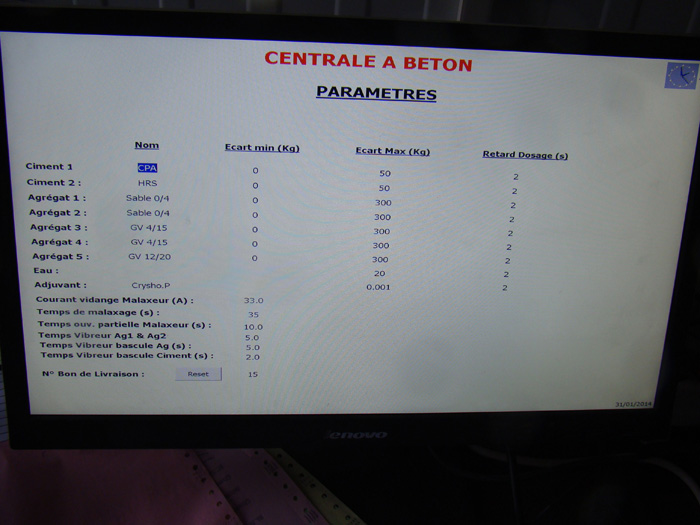 CENTRALE A BETON
PARAMETRES
Nom Ecart min (Kg) Ecart Max (Kg) Retard Dosage (s)
Ciment 1 CPA 0 50 2
Ciment 2 : HRS 0 50 2
Agrégat 1 : Sable 0/4 0 300 2
Agrégat 2 : Sable 0/4 0 300 2
Agrégat 3 : GV 4/15 0 300 2
Agrégat 4 : GV 4/15 0 300 2
Agrégat 5 : GV 12/20 0 300 2
Eau : 20 2
Adjuvant : Crysho.P 0.001 2
Courant vidange Malaxeur (A) : 33.0
Temps de malaxage (s) : 35
Temps ouv. partielle Malaxeur (s) : 10.0
Temps Vibreur Ag1 & Ag2 5.0
Temps Vibreur bascule Ag (s) : 5.0
Temps Vibreur bascule Ciment (s) : 2.0
N° Bon de Livraison : Reset 15
31/01/2014
lenovo